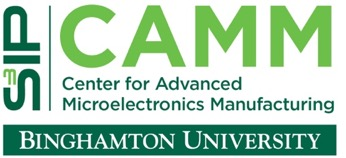 S3IP
CAMM
Center for Advanced
Microelectronics Manufacturing
BINGHAMTON UNIVERSITY